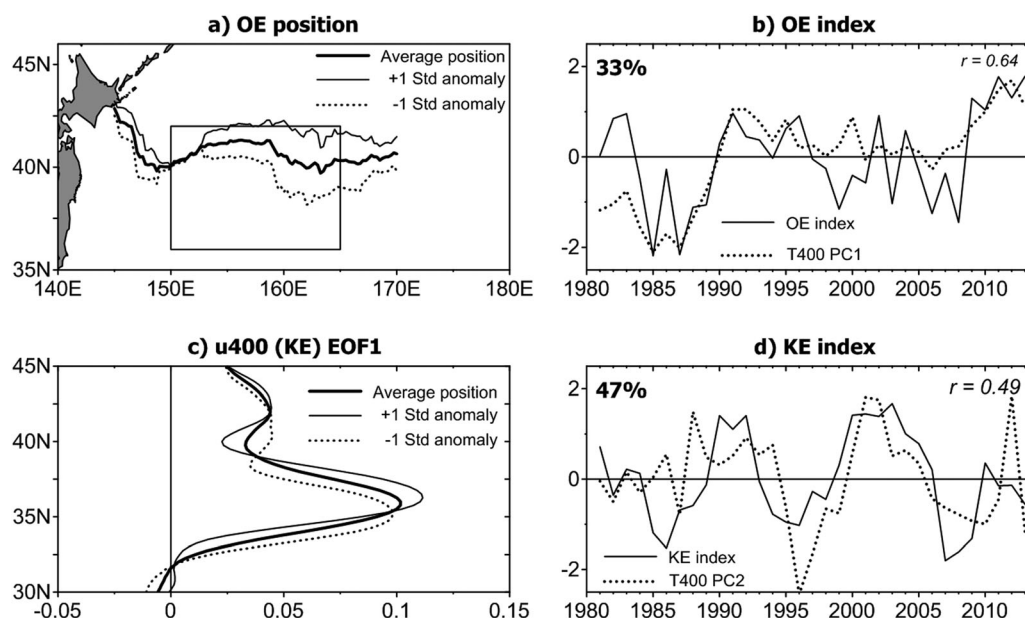 a) OE position
45N
40N
35N
140E
150E
160E
170E
180E
Average position
+1 Std anomaly
-1 Std anomaly
b) OE index
33%
r = 0.64
2
0
-2
OE index
T400 PC1
1980
1985
1990
1995
2000
2005
2010
c) u400 (KE) EOF1
45N
40N
35N
30N
-0.05
0
0.05
0.1
0.15
Average position
+1 Std anomaly
-1 Std anomaly
d) KE index
47%
r = 0.49
2
0
-2
KE index
T400 PC2
1980
1985
1990
1995
2000
2005
2010